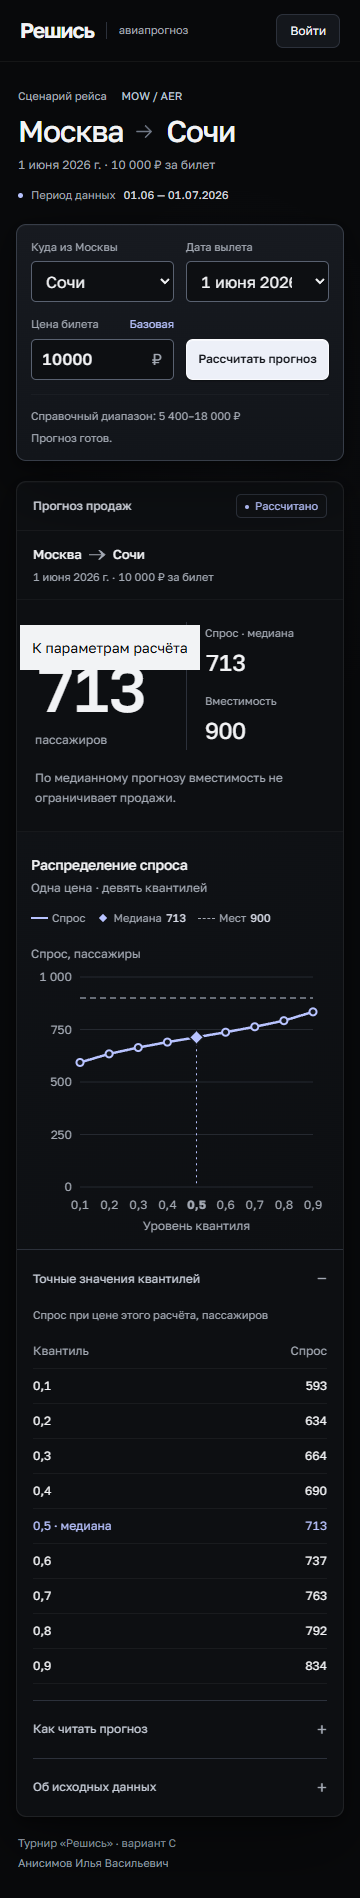 Решись
авиапрогноз
Войти
Сценарий рейса MOW / AER
Москва → Сочи
1 июня 2026 г. · 10 000 ₽ за билет
Период данных 01.06 — 01.07.2026
Куда из Москвы
Дата вылета
Сочи
1 июня 2026
Цена билета
Базовая
10000 ₽
Рассчитать прогноз
Справочный диапазон: 5 400–18 000 ₽
Прогноз готов.
Прогноз продаж
Рассчитано
Москва → Сочи
1 июня 2026 г. · 10 000 ₽ за билет
К параметрам расчёта
713
пассажиров
Спрос · медиана
713
Вместимость
900
По медианному прогнозу вместимость не
ограничивает продажи.
Распределение спроса
Одна цена · девять квантилей
Спрос
Медиана 713
Мест 900
Спрос, пассажиры
1 000
750
500
250
0
0,1 0,2 0,3 0,4 0,5 0,6 0,7 0,8 0,9
Уровень квантиля
Точные значения квантилей −
Спрос при цене этого расчёта, пассажиров
Квантиль Спрос
0,1 593
0,2 634
0,3 664
0,4 690
0,5 · медиана 713
0,6 737
0,7 763
0,8 792
0,9 834
Как читать прогноз +
Об исходных данных +
Турнир «Решись» · вариант C
Анисимов Илья Васильевич